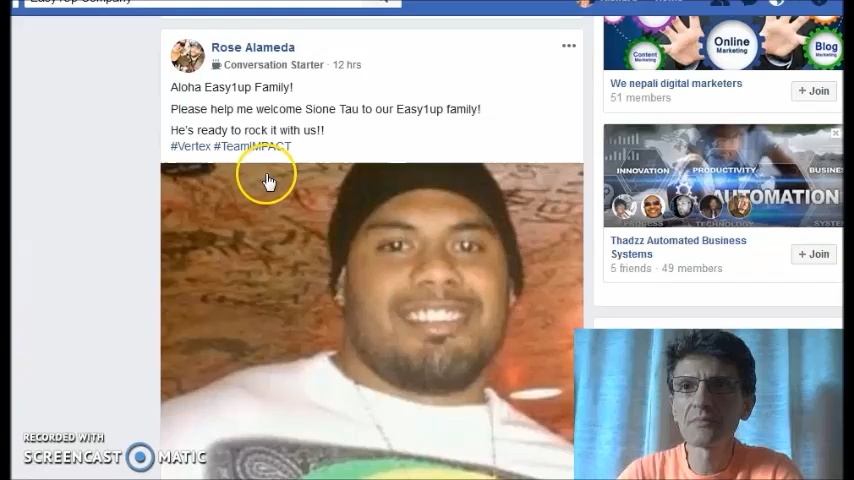 Rose Alameda
Conversation Starter · 12 hrs
Aloha Easy1up Family!
Please help me welcome Sione Tau to our Easy1up family!
He's ready to rock it with us!!
#Vertex #TeamIMPACT
Content
Marketing
Online
Marketing
Blog
We nepali digital marketers
51 members
+ Join
INNOVATION
PRODUCTIVITY
BUSINE
AUTOMATION
Thadzz Automated Business
Systems
5 friends · 49 members
+ Join
RECORDED WITH
SCREENCAST MATIC